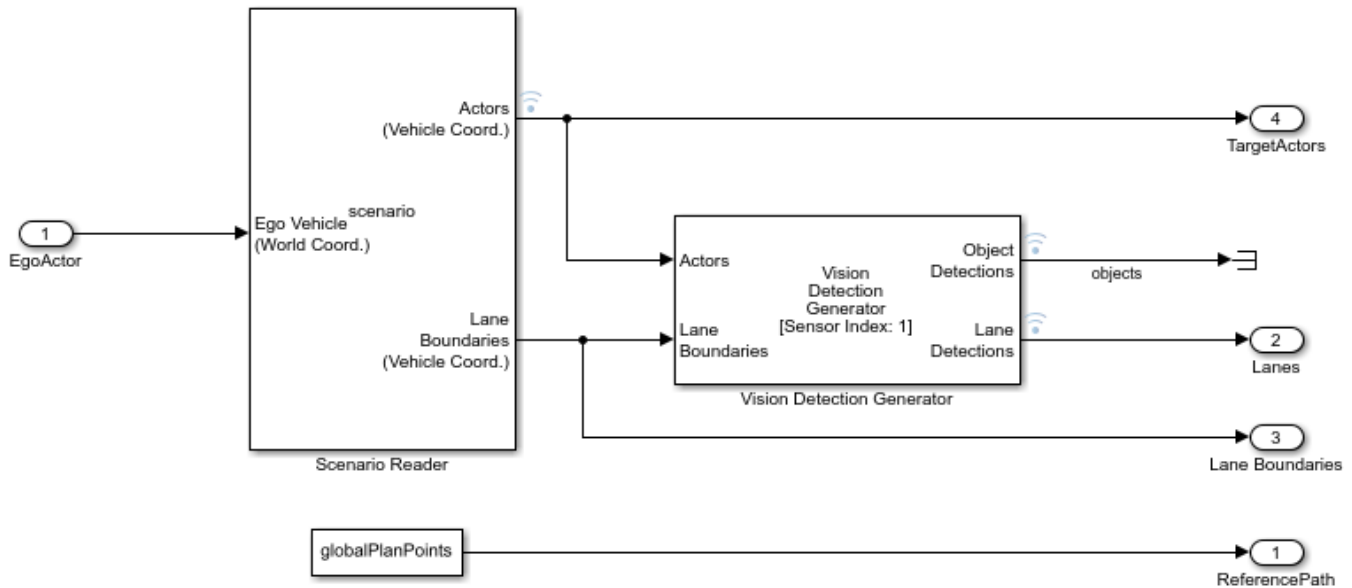 Actors
(Vehicle Coord.)
4
TargetActors
scenario
1
EgoActor
Ego Vehicle
(World Coord.)
Lane
Boundaries
(Vehicle Coord.)
Scenario Reader
Actors
Lane
Boundaries
Vision
Detection
Generator
[Sensor Index: 1]
Object
Detections
Lane
Detections
Vision Detection Generator
objects
2
Lanes
3
Lane Boundaries
globalPlanPoints
1
ReferencePath